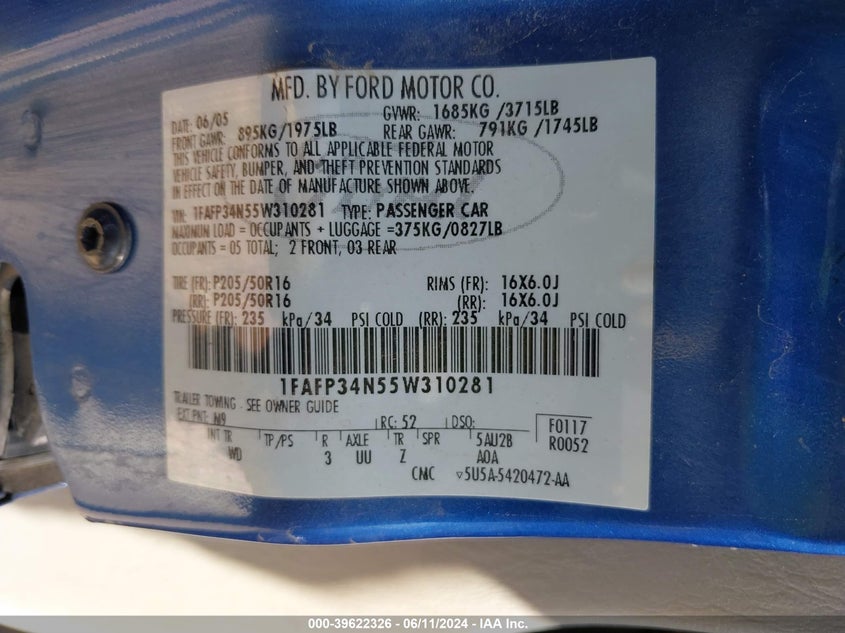 MFD. BY FORD MOTOR CO.
DATE: 06/05 GVWR: 1685KG /3715LB
FRONT GAWR: 895KG/1975LB REAR GAWR: 791KG /1745LB
THIS VEHICLE CONFORMS TO ALL APPLICABLE FEDERAL MOTOR
VEHICLE SAFETY, BUMPER, AND THEFT PREVENTION STANDARDS
IN EFFECT ON THE DATE OF MANUFACTURE SHOWN ABOVE.
VIN: 1FAFP34N55W310281 TYPE: PASSENGER CAR
MAXIMUM LOAD = OCCUPANTS + LUGGAGE =375KG/0827LB
OCCUPANTS = 05 TOTAL; 2 FRONT, 03 REAR
TIRE (FR): P205/50R16 RIMS (FR): 16X6.0J
(RR): P205/50R16 (RR): 16X6.0J
PRESSURE (FR): 235 kPa/34 PSI COLD (RR): 235 kPa/34 PSI COLD
1FAFP34N55W310281
TRAILER TOWING - SEE OWNER GUIDE
EXT PNT: M9 RC: 52 DSO: F0117
R0052
INT TR TP/PS R AXLE TR SPR 5AU2B
WD 3 UU Z A0A
CMC ▿5U5A-5420472-AA
000-39622326 - 06/11/2024 - IAA Inc.